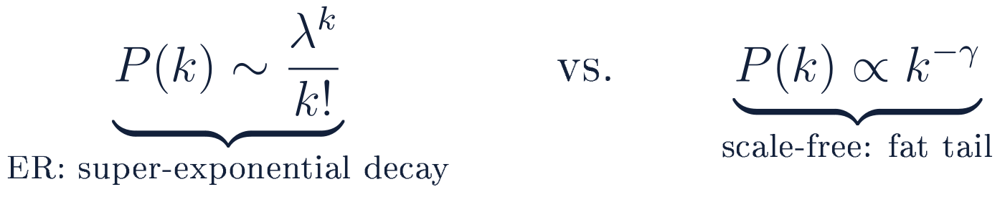 P(k) ∼ λ^k / k! vs. P(k) ∝ k^{−γ}
ER: super-exponential decay
scale-free: fat tail